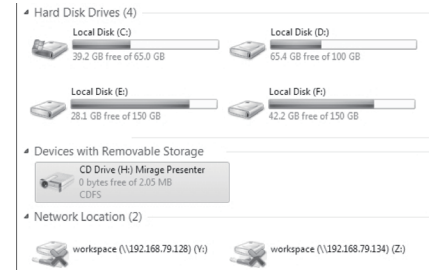 Hard Disk Drives (4)
Local Disk (C:)
39.2 GB free of 65.0 GB
Local Disk (D:)
65.4 GB free of 100 GB
Local Disk (E:)
28.1 GB free of 150 GB
Local Disk (F:)
42.2 GB free of 150 GB
Devices with Removable Storage
CD Drive (H:) Mirage Presenter
0 bytes free of 2.05 MB
CDFS
Network Location (2)
workspace (\\192.168.79.128) (Y:)
workspace (\\192.168.79.134) (Z:)